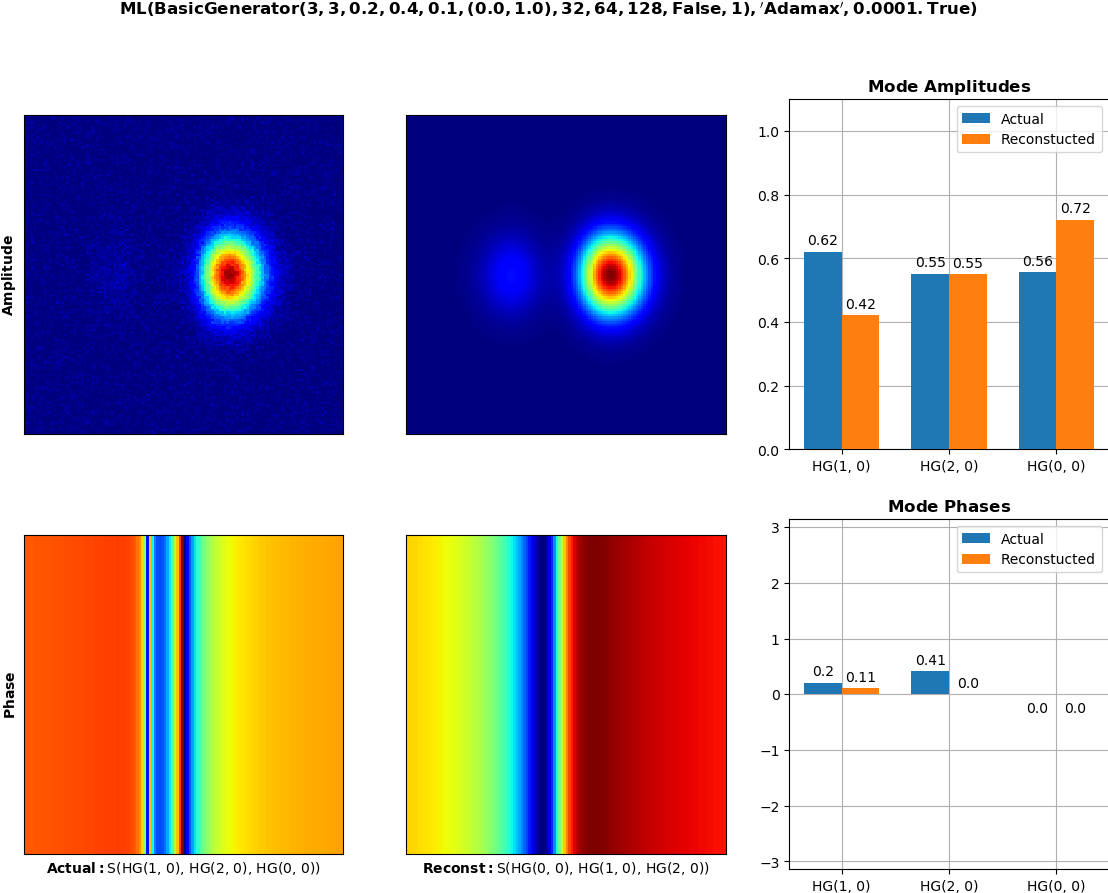 ML(BasicGenerator(3, 3, 0.2, 0.4, 0.1, (0.0, 1.0), 32, 64, 128, False, 1), 'Adamax', 0.0001. True)
Amplitude
Mode Amplitudes
Actual
Reconstucted
1.0
0.8
0.6
0.4
0.2
0.0
0.62
0.42
0.55
0.55
0.56
0.72
HG(1, 0)
HG(2, 0)
HG(0, 0)
Phase
Actual: S(HG(1, 0), HG(2, 0), HG(0, 0))
Reconst: S(HG(0, 0), HG(1, 0), HG(2, 0))
Mode Phases
Actual
Reconstucted
3
2
1
0
−1
−2
−3
0.2
0.11
0.41
0.0
0.0
0.0
HG(1, 0)
HG(2, 0)
HG(0, 0)